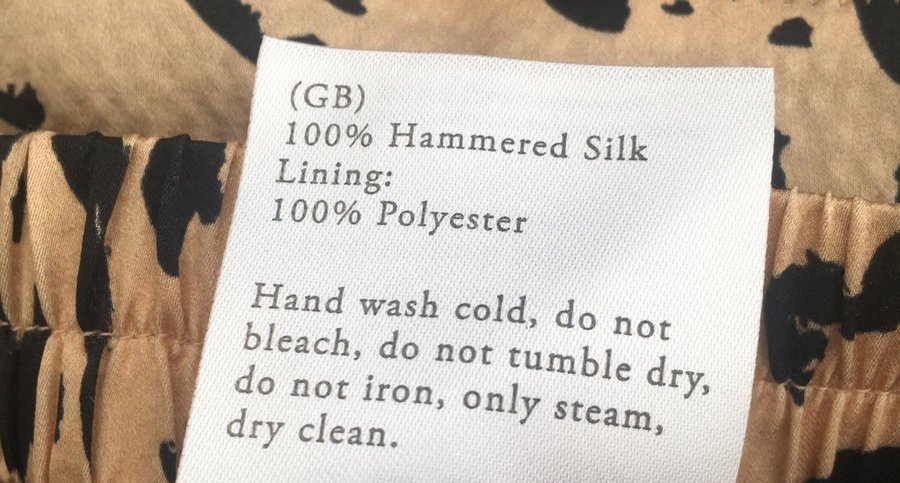 (GB)
100% Hammered Silk
Lining:
100% Polyester
Hand wash cold, do not
bleach, do not tumble dry,
do not iron, only steam,
dry clean.